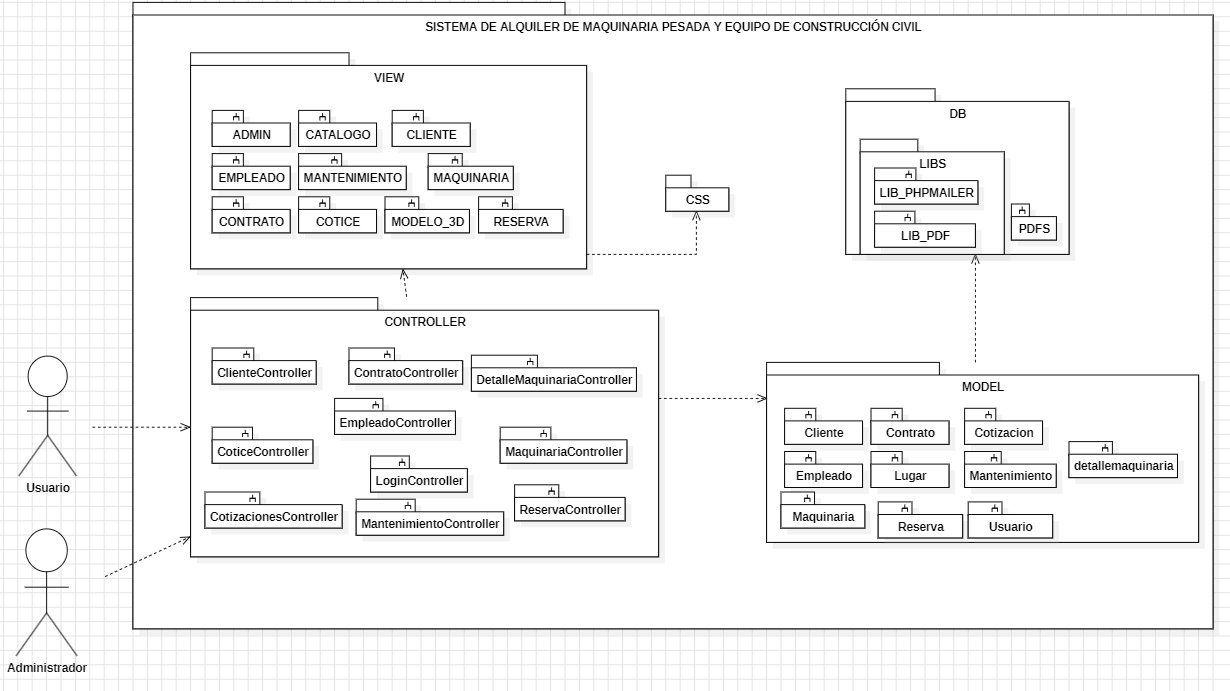 SISTEMA DE ALQUILER DE MAQUINARIA PESADA Y EQUIPO DE CONSTRUCCIÓN CIVIL
VIEW
ADMIN
CATALOGO
CLIENTE
EMPLEADO
MANTENIMIENTO
MAQUINARIA
CONTRATO
COTICE
MODELO_3D
RESERVA
CSS
DB
LIBS
LIB_PHPMAILER
LIB_PDF
PDFS
CONTROLLER
ClienteController
ContratoController
DetalleMaquinariaController
EmpleadoController
CoticeController
MaquinariaController
LoginController
CotizacionesController
MantenimientoController
ReservaController
MODEL
Cliente
Contrato
Cotizacion
detallemaquinaria
Empleado
Lugar
Mantenimiento
Maquinaria
Reserva
Usuario
Usuario
Administrador